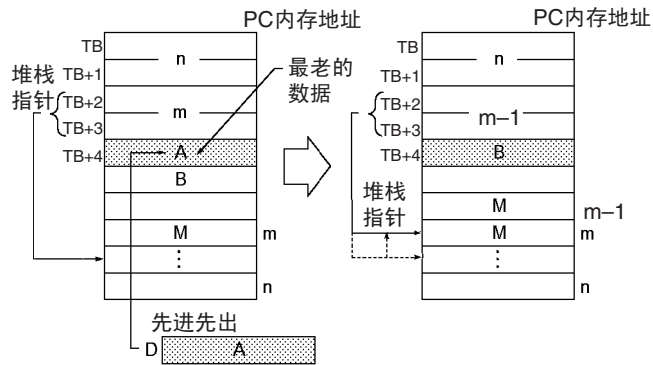 PC内存地址
PC内存地址
TB
n
TB
n
堆栈
指针
TB+1
最老的
数据
TB+1
TB+2
m
TB+2
m–1
TB+3
TB+3
TB+4
A
TB+4
B
B
堆栈
指针
M
m–1
M
m
M
m
⋮
⋮
n
n
先进先出
D
A